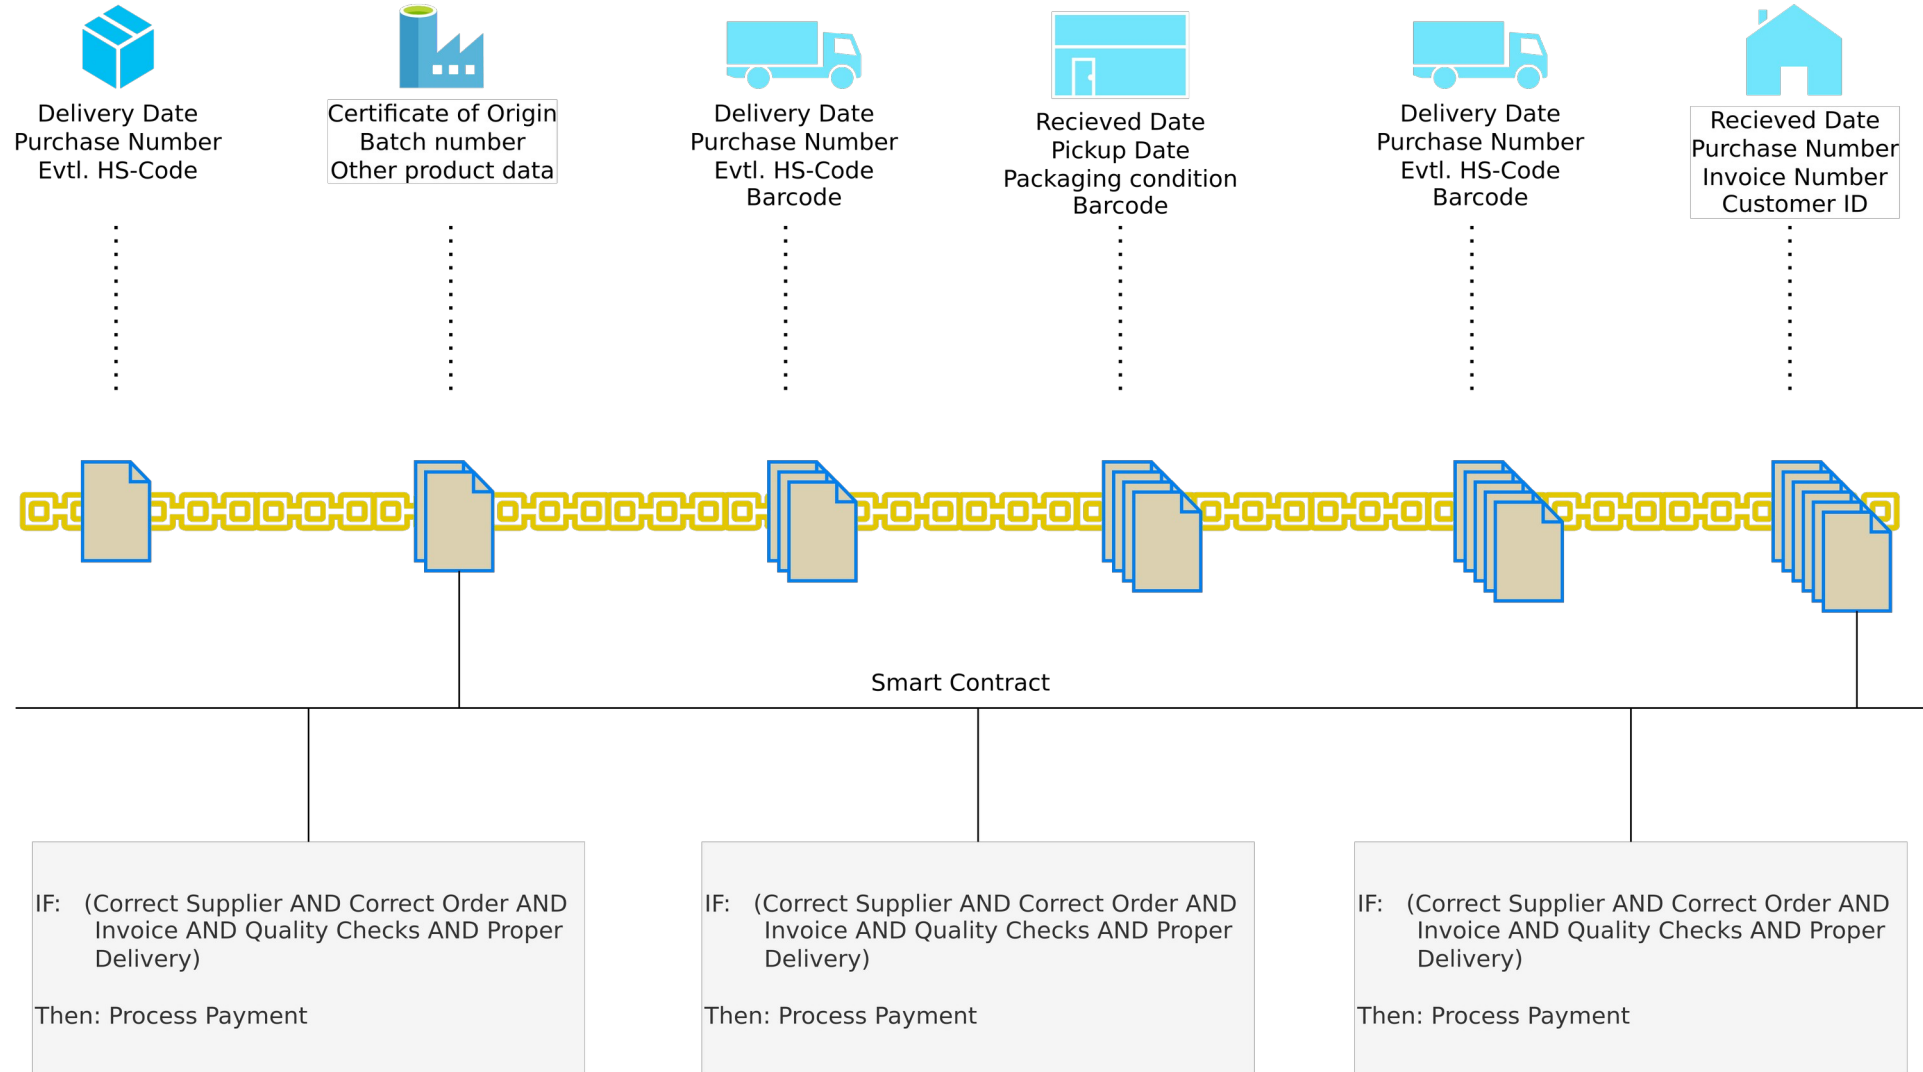 Delivery Date
Purchase Number
Evtl. HS-Code
Certificate of Origin
Batch number
Other product data
Delivery Date
Purchase Number
Evtl. HS-Code
Barcode
Recieved Date
Pickup Date
Packaging condition
Barcode
Delivery Date
Purchase Number
Evtl. HS-Code
Barcode
Recieved Date
Purchase Number
Invoice Number
Customer ID
Smart Contract
IF: (Correct Supplier AND Correct Order AND
Invoice AND Quality Checks AND Proper
Delivery)
Then: Process Payment
IF: (Correct Supplier AND Correct Order AND
Invoice AND Quality Checks AND Proper
Delivery)
Then: Process Payment
IF: (Correct Supplier AND Correct Order AND
Invoice AND Quality Checks AND Proper
Delivery)
Then: Process Payment